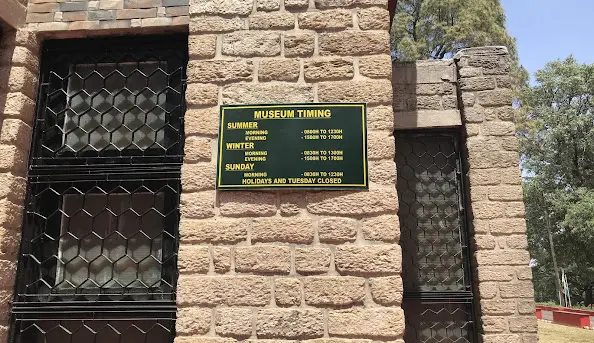 MUSEUM TIMING
SUMMER
MORNING - 0800H TO 1230H
EVENING - 1500H TO 1700H
WINTER
MORNING - 0830H TO 1300H
EVENING - 1500H TO 1700H
SUNDAY
MORNING - 0830H TO 1230H
HOLIDAYS AND TUESDAY CLOSED